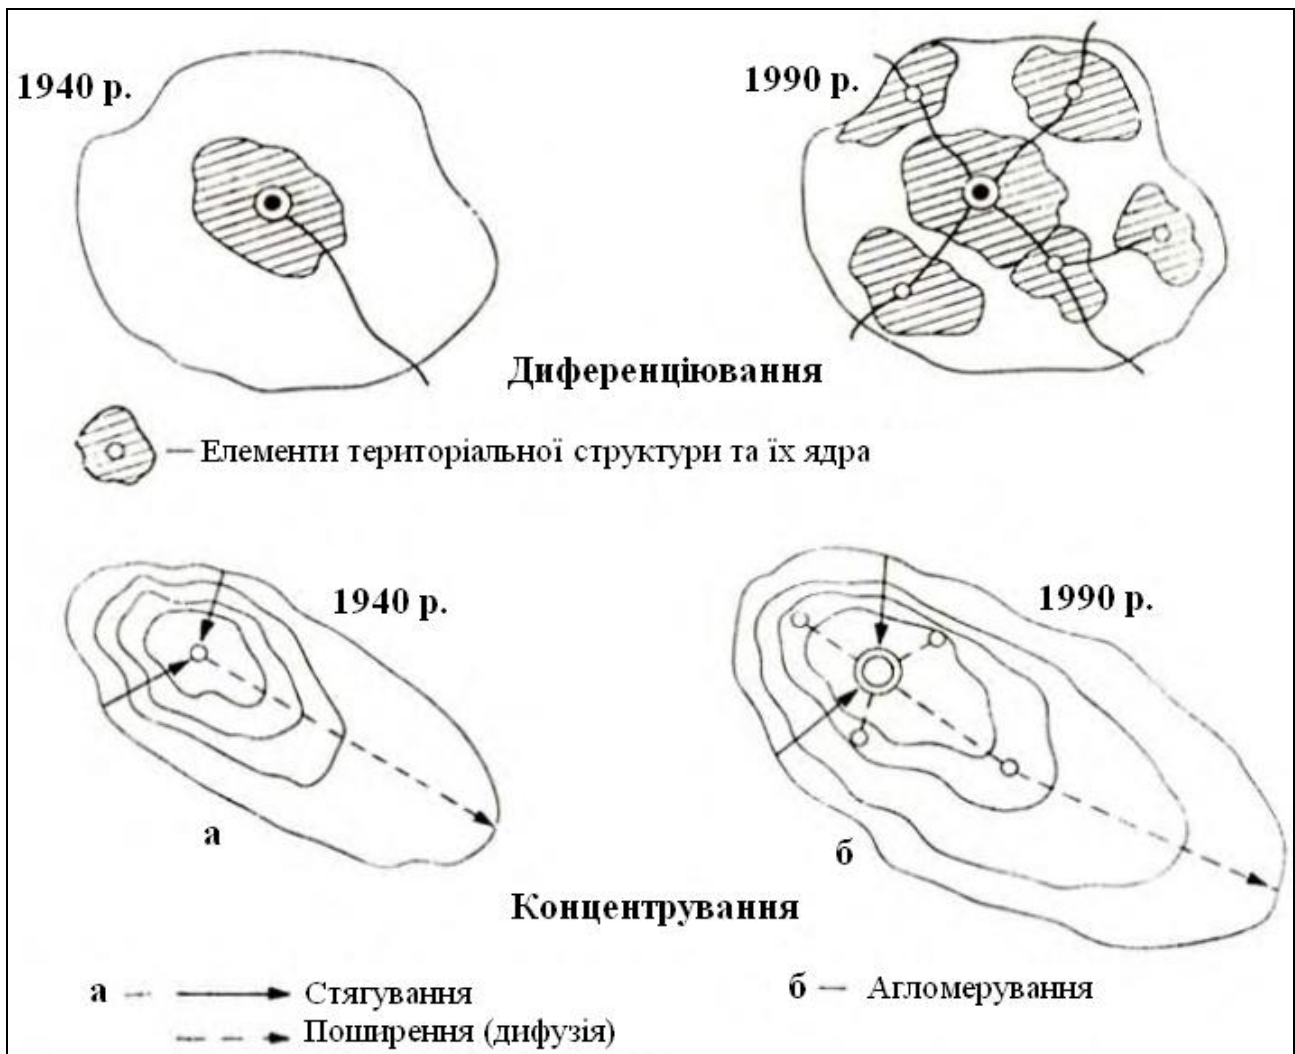 1940 р.
1990 р.
Диференціювання
— Елементи територіальної структури та їх ядра
1940 р.
1990 р.
а
б
Концентрування
а — Стягування
Поширення (дифузія)
б — Агломерування